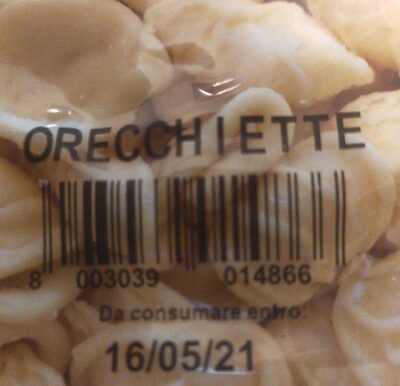 ORECCHIETTE
8 003039 014866
Da consumare entro:
16/05/21